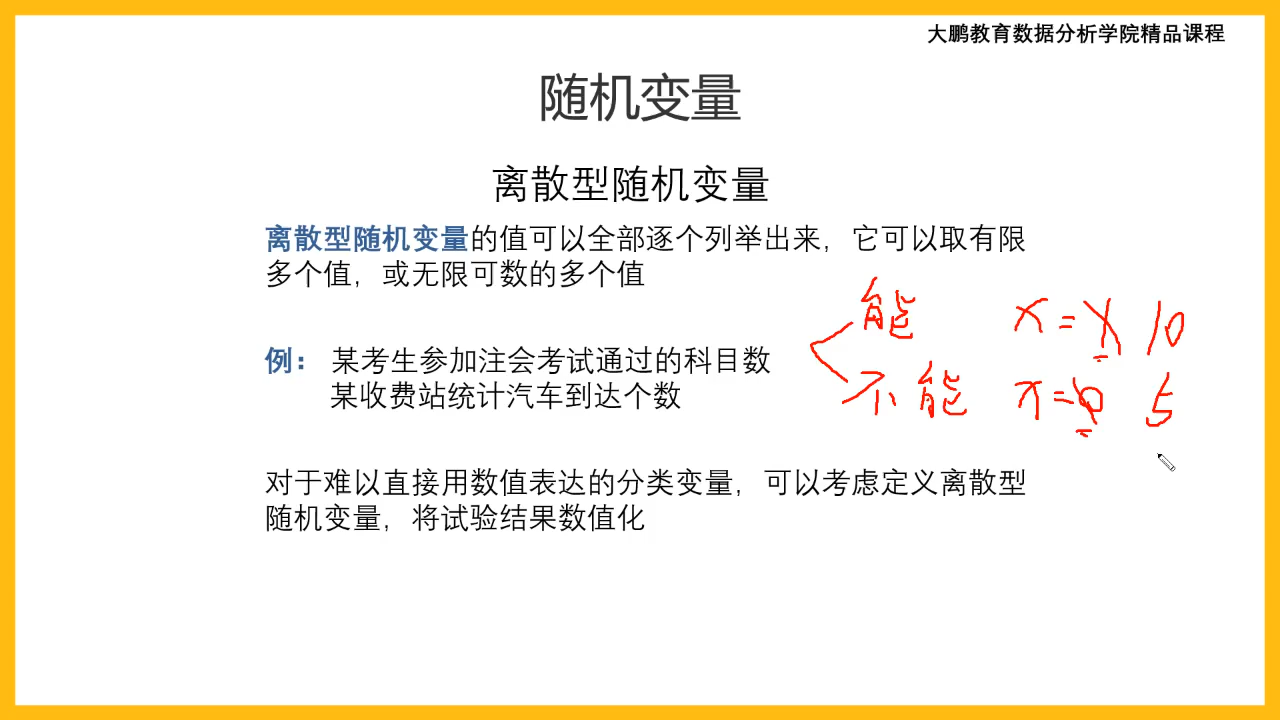 大鹏教育数据分析学院精品课程
随机变量
离散型随机变量
离散型随机变量的值可以全部逐个列举出来，它可以取有限
多个值，或无限可数的多个值
能 x= 10
不能 x= 5
例： 某考生参加注会考试通过的科目数
某收费站统计汽车到达个数
对于难以直接用数值表达的分类变量，可以考虑定义离散型
随机变量，将试验结果数值化